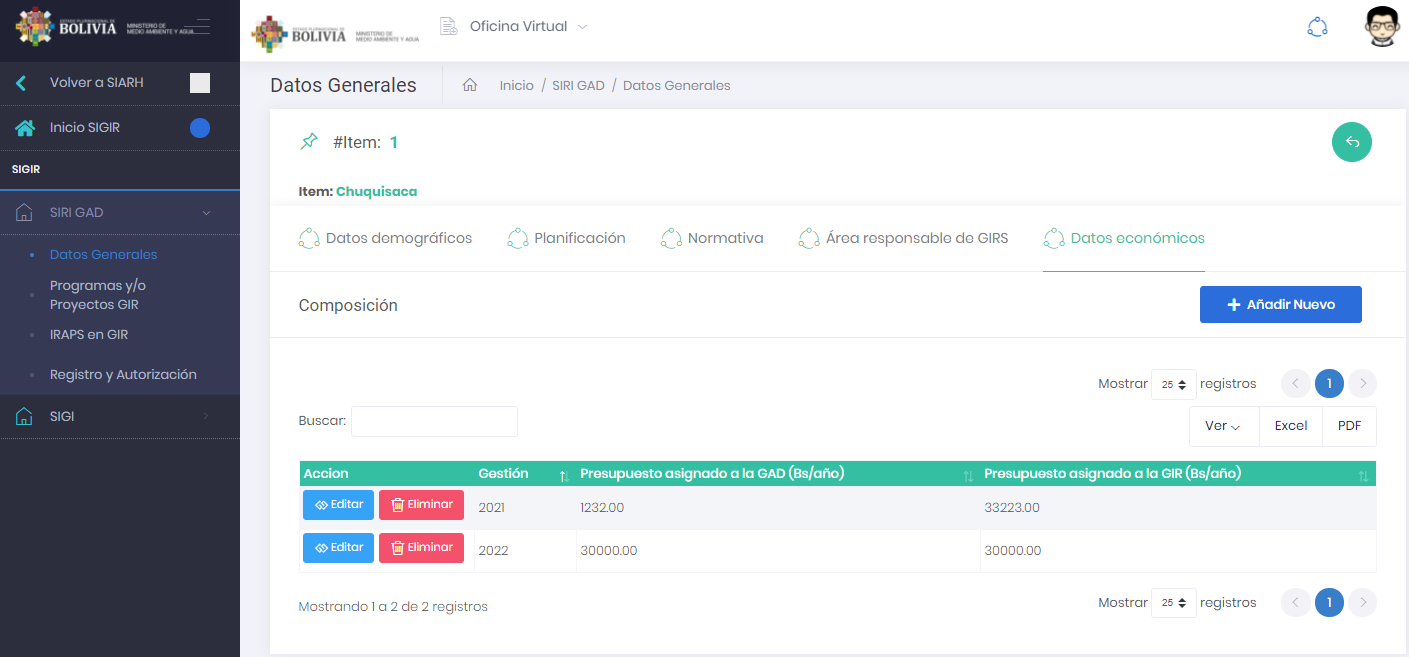 ESTADO PLURINACIONAL DE
BOLIVIA
MINISTERIO DE
MEDIO AMBIENTE Y AGUA
Volver a SIARH
Inicio SIGIR
SIGIR
SIRI GAD
Datos Generales
Programas y/o
Proyectos GIR
IRAPS en GIR
Registro y Autorización
SIGI
ESTADO PLURINACIONAL DE
BOLIVIA
MINISTERIO DE
MEDIO AMBIENTE Y AGUA
Oficina Virtual
Datos Generales
Inicio / SIRI GAD / Datos Generales
#Item: 1
Item: Chuquisaca
Datos demográficos Planificación Normativa Área responsable de GIRS Datos económicos
Composición
Añadir Nuevo
Mostrar 25 registros 1
Buscar:
Ver Excel PDF
Accion Gestión Presupuesto asignado a la GAD (Bs/año) Presupuesto asignado a la GIR (Bs/año)
Editar Eliminar 2021 1232.00 33223.00
Editar Eliminar 2022 30000.00 30000.00
Mostrando 1 a 2 de 2 registros
Mostrar 25 registros 1